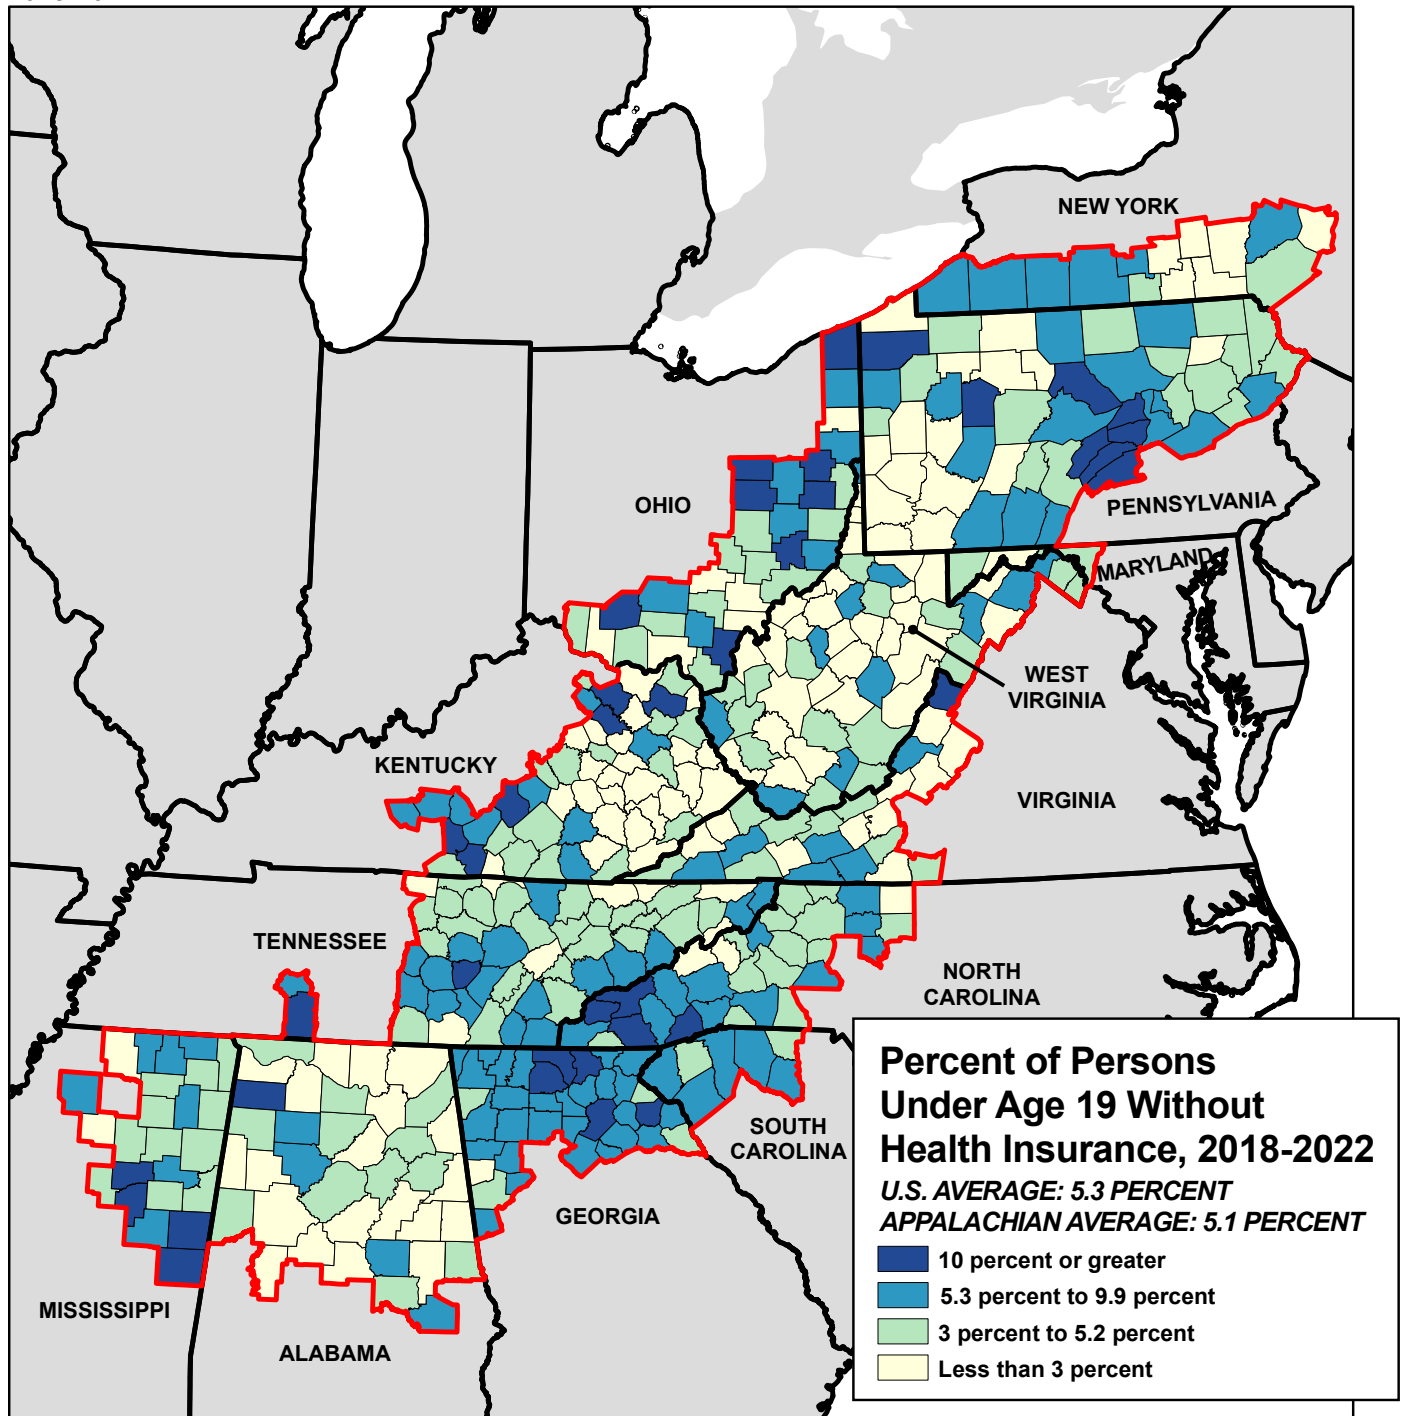 NEW YORK
OHIO
PENNSYLVANIA
MARYLAND
WEST
VIRGINIA
KENTUCKY
VIRGINIA
TENNESSEE
NORTH
CAROLINA
SOUTH
CAROLINA
GEORGIA
MISSISSIPPI
ALABAMA
Percent of Persons
Under Age 19 Without
Health Insurance, 2018-2022
U.S. AVERAGE: 5.3 PERCENT
APPALACHIAN AVERAGE: 5.1 PERCENT
10 percent or greater
5.3 percent to 9.9 percent
3 percent to 5.2 percent
Less than 3 percent